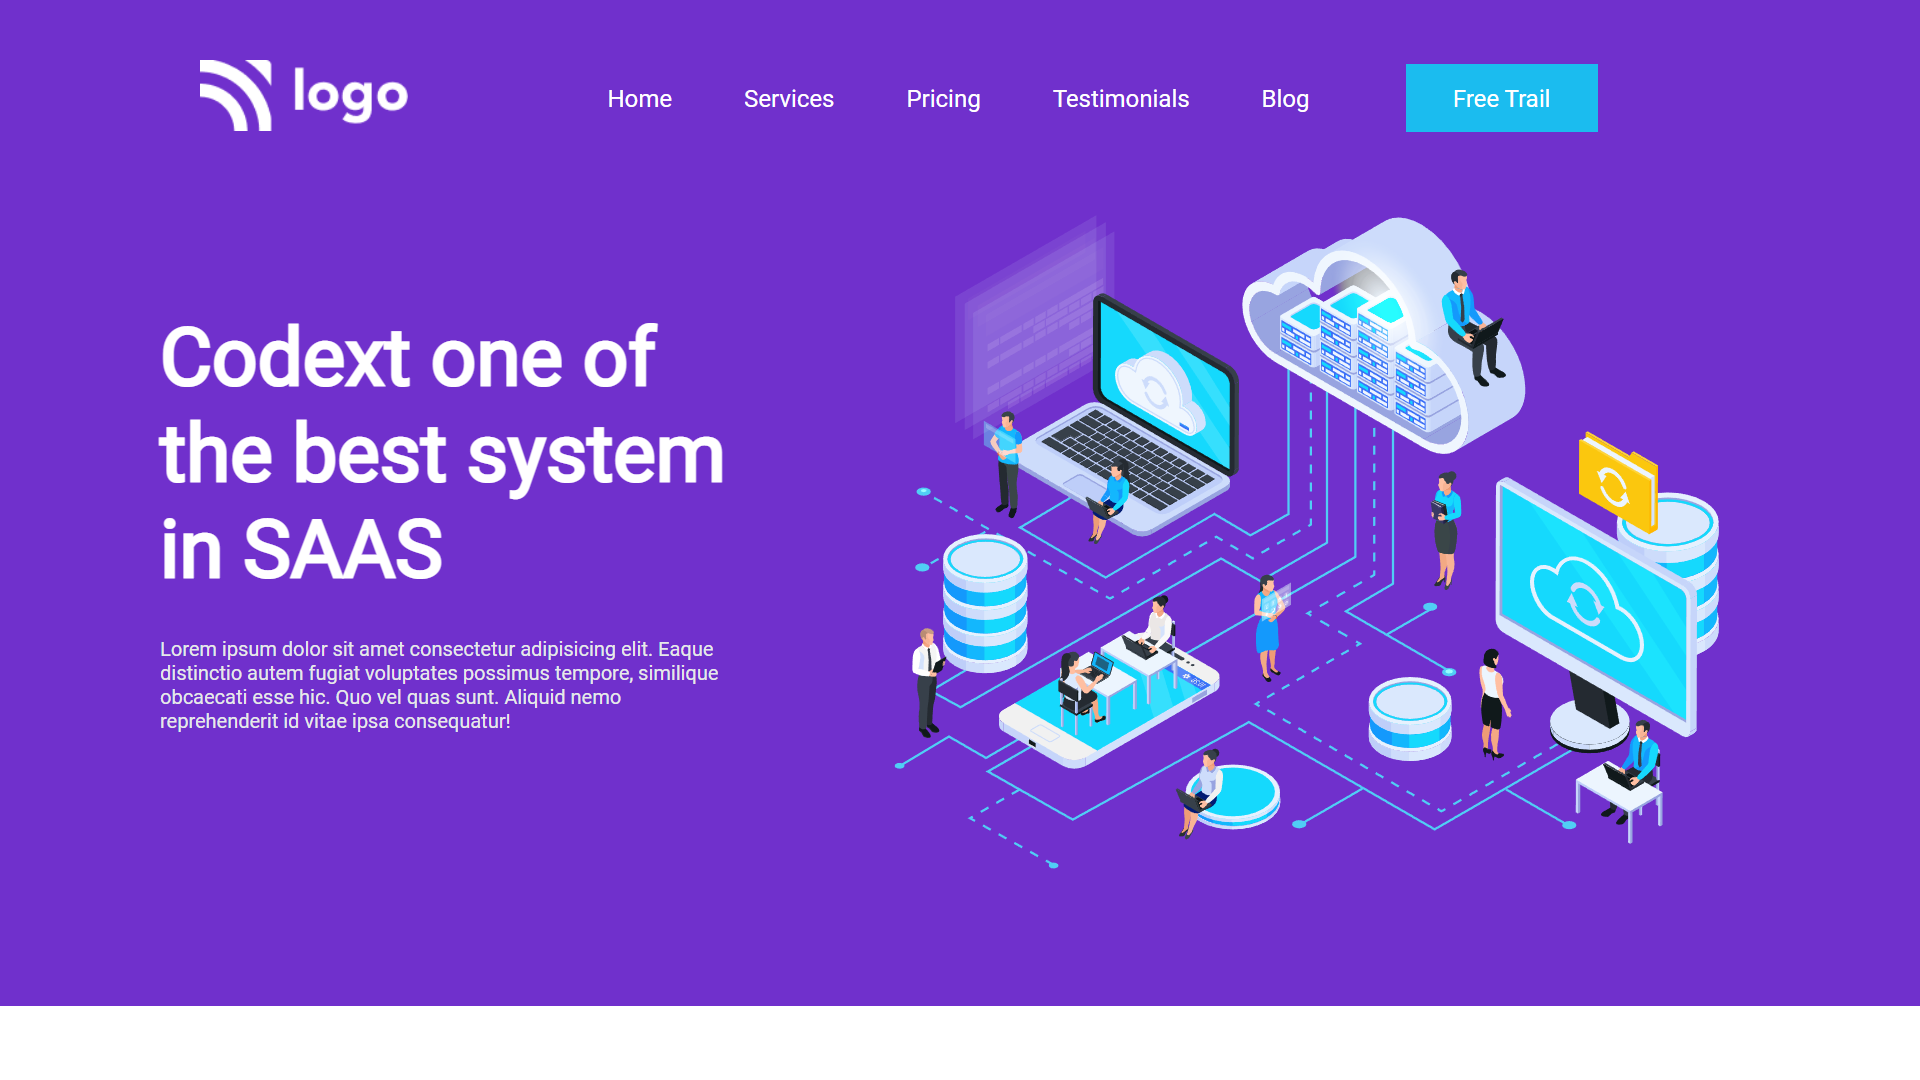 logo
Home Services Pricing Testimonials Blog Free Trail
Codext one of
the best system
in SAAS
Lorem ipsum dolor sit amet consectetur adipisicing elit. Eaque
distinctio autem fugiat voluptates possimus tempore, similique
obcaecati esse hic. Quo vel quas sunt. Aliquid nemo
reprehenderit id vitae ipsa consequatur!